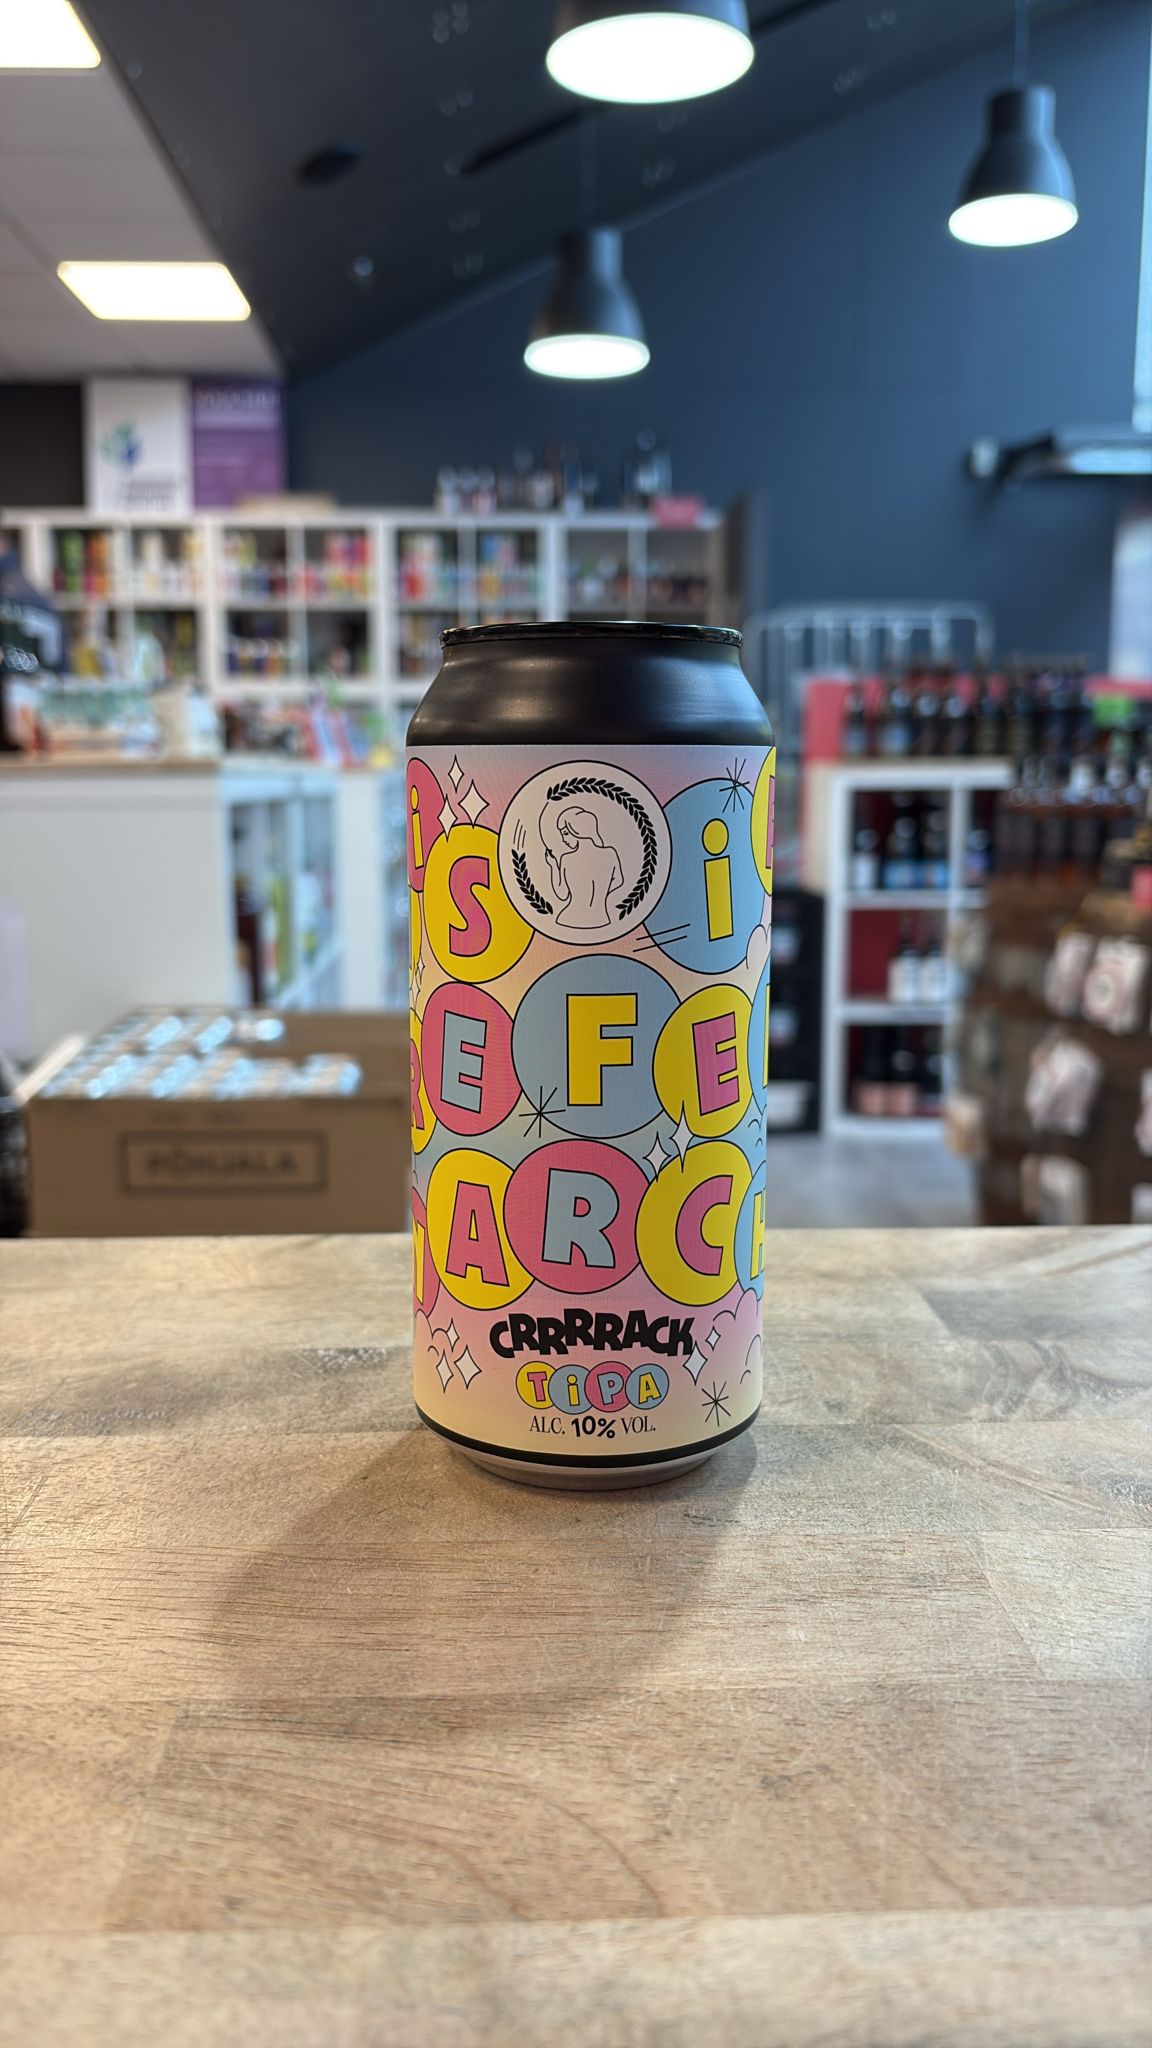 PÕHJALA
L S i E
R E F E
N A R C H
CRRRRACK
TiPA
ALC. 10% VOL.